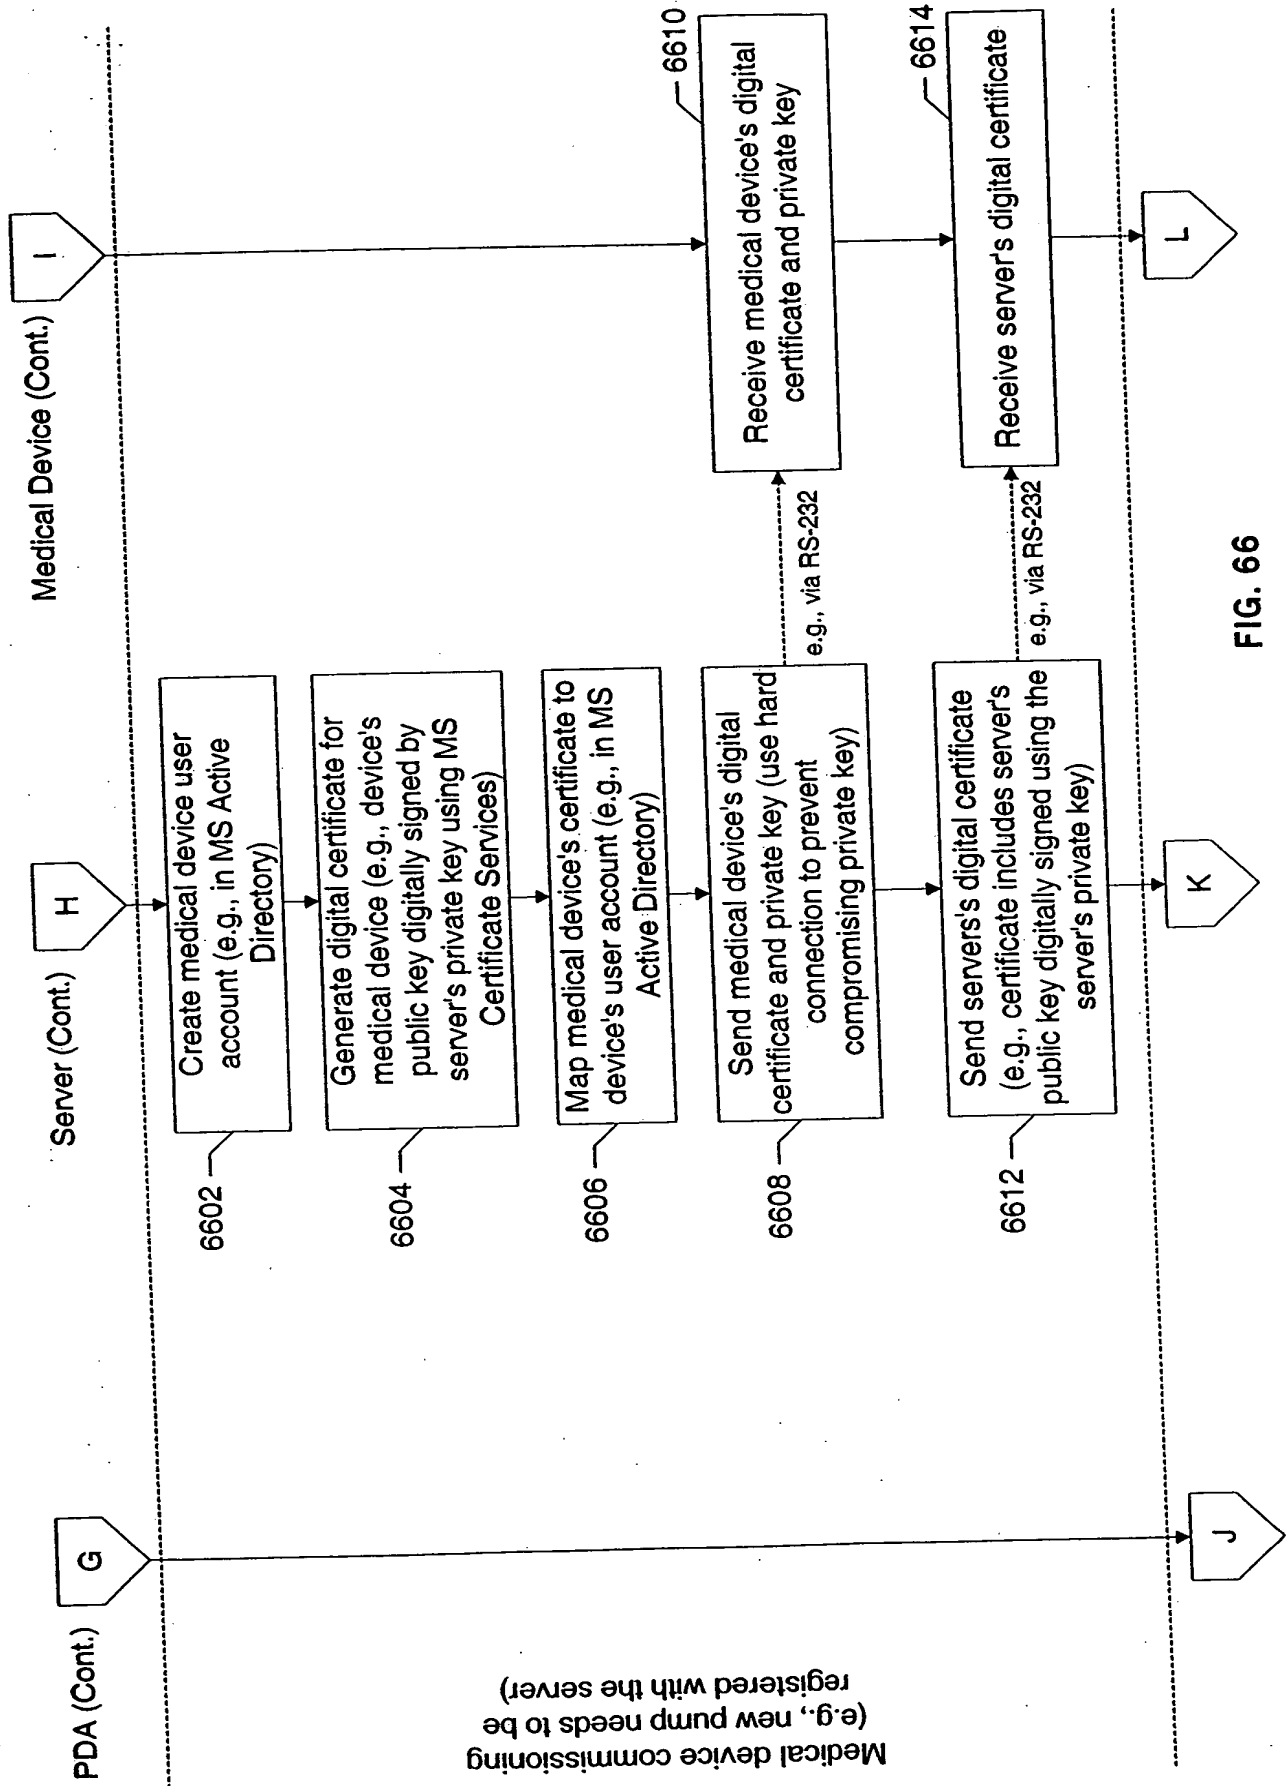 PDA (Cont.)
G
Server (Cont.)
H
Medical Device (Cont.)
I
Medical device commissioning
(e.g., new pump needs to be
registered with the server)
6602
Create medical device user
account (e.g., in MS Active
Directory)
6604
Generate digital certificate for
medical device (e.g., device's
public key digitally signed by
server's private key using MS
Certificate Services)
6606
Map medical device's certificate to
device's user account (e.g., in MS
Active Directory)
6608
Send medical device's digital
certificate and private key (use hard
connection to prevent
compromising private key)
e.g., via RS-232
6610
Receive medical device's digital
certificate and private key
6612
Send servers's digital certificate
(e.g., certificate includes server's
public key digitally signed using the
server's private key)
e.g., via RS-232
6614
Receive server's digital certificate
J
K
L
FIG. 66